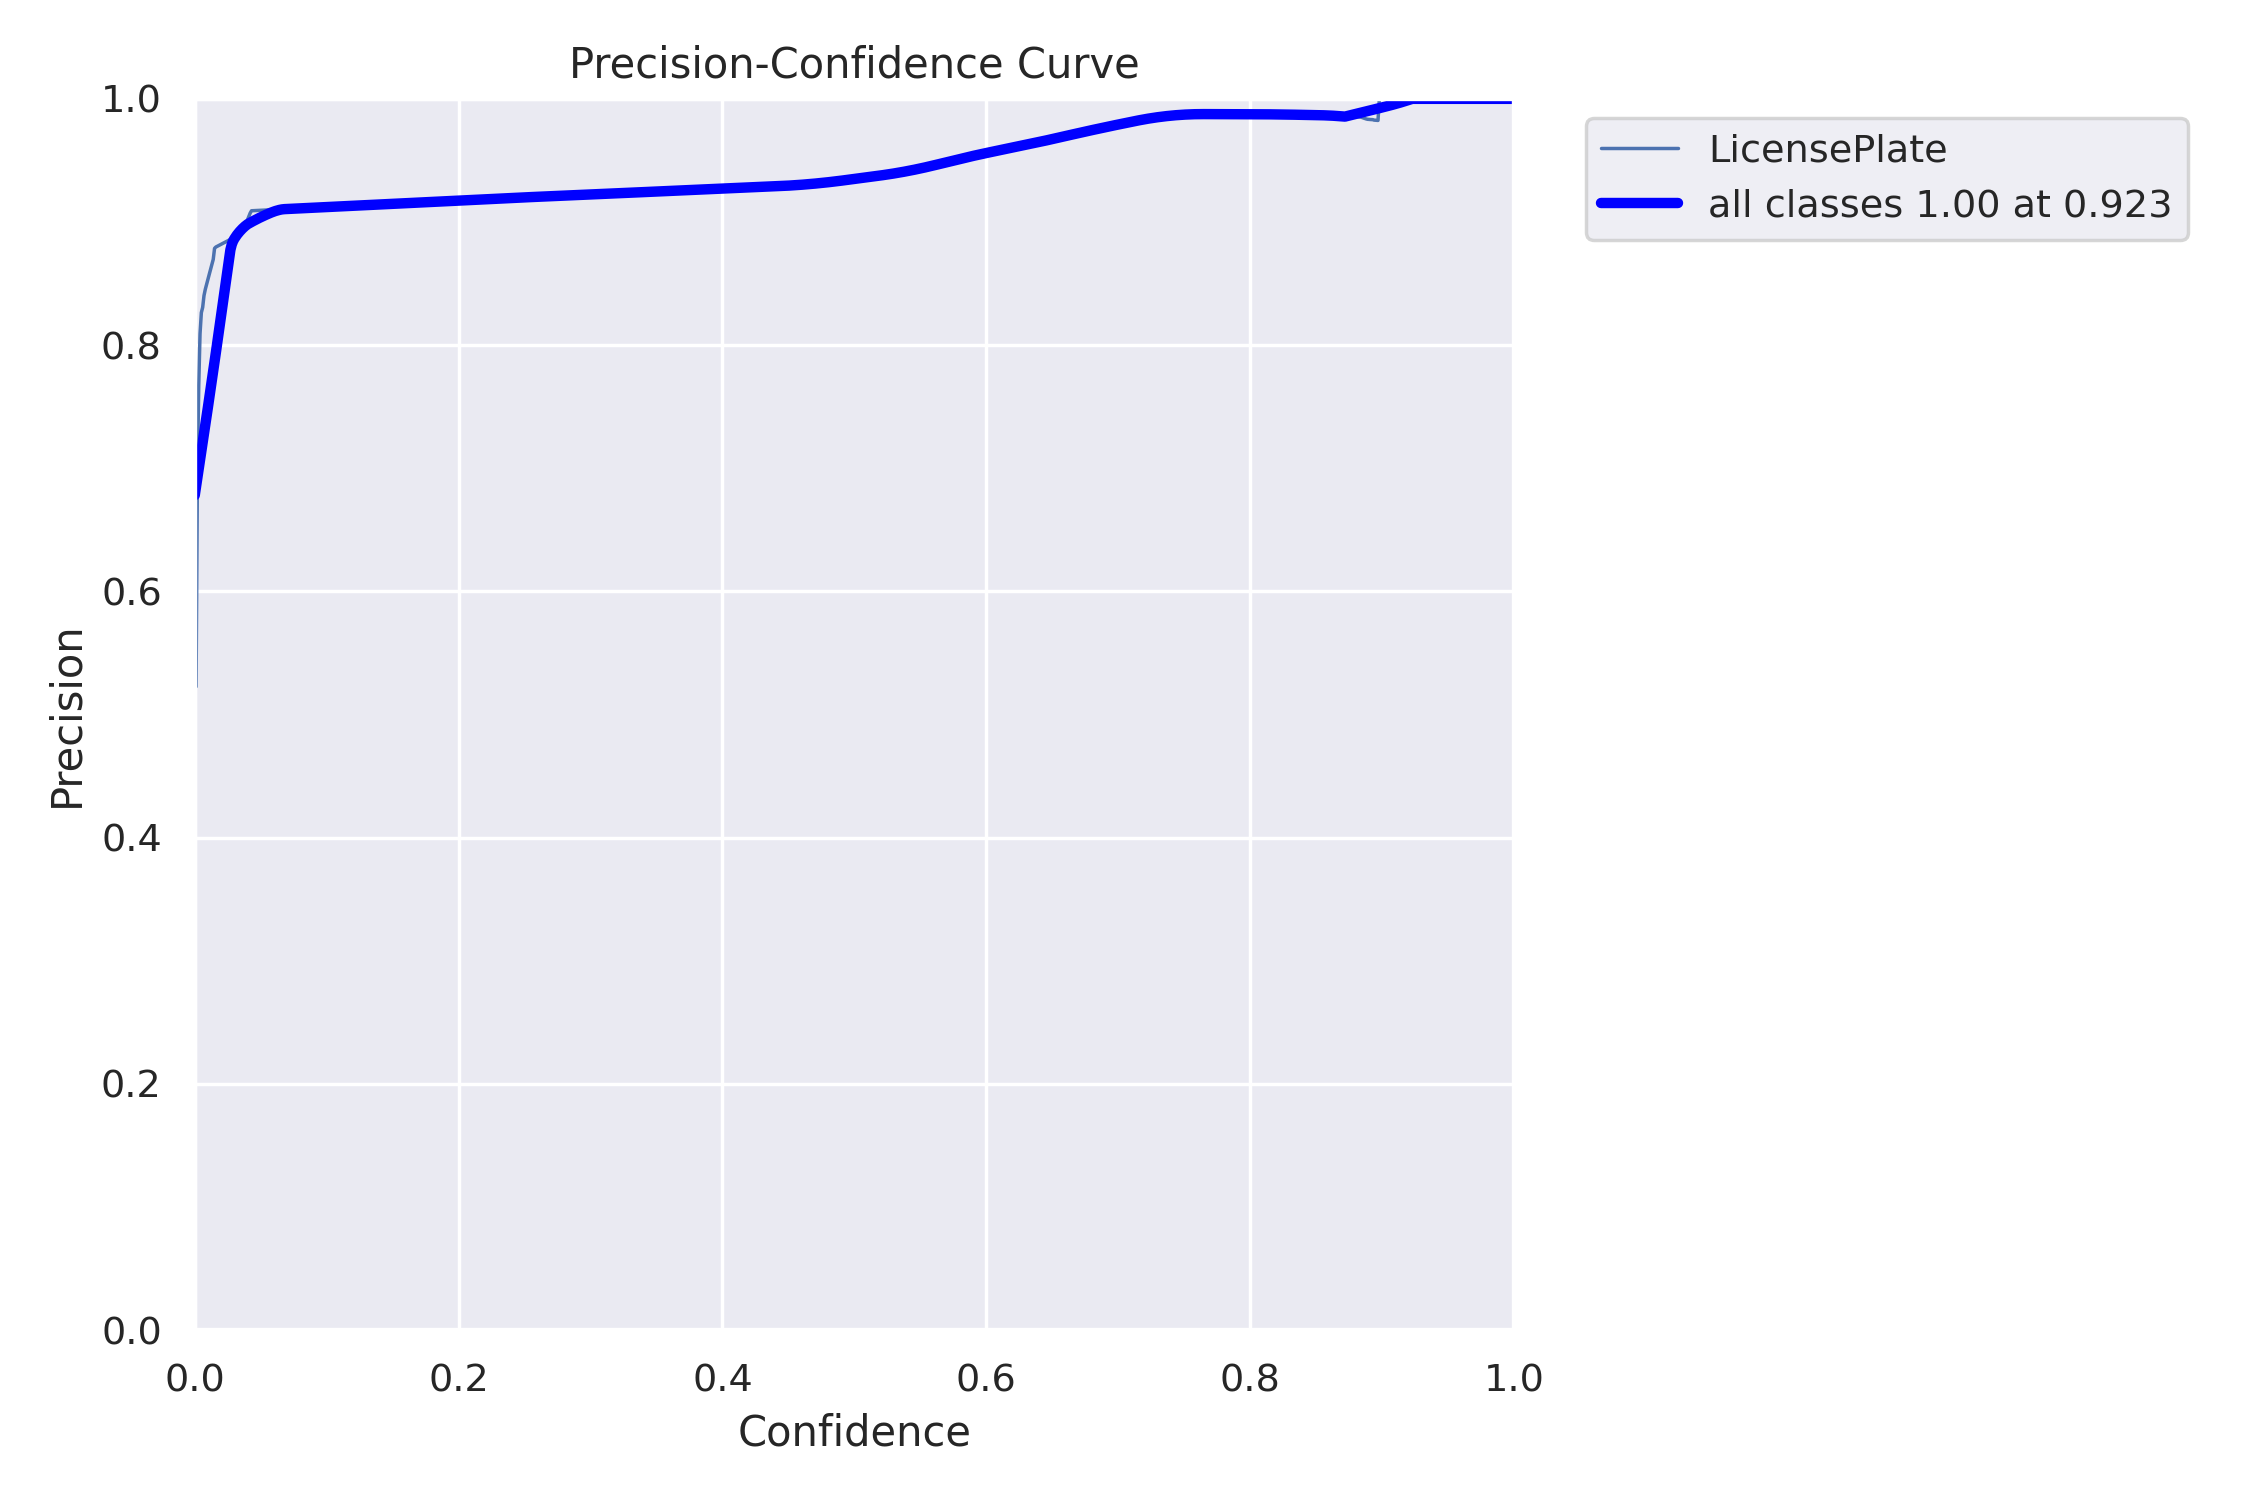 Precision-Confidence Curve
1.0
0.8
0.6
0.4
0.2
0.0
Precision
0.0 0.2 0.4 0.6 0.8 1.0
Confidence
LicensePlate
all classes 1.00 at 0.923